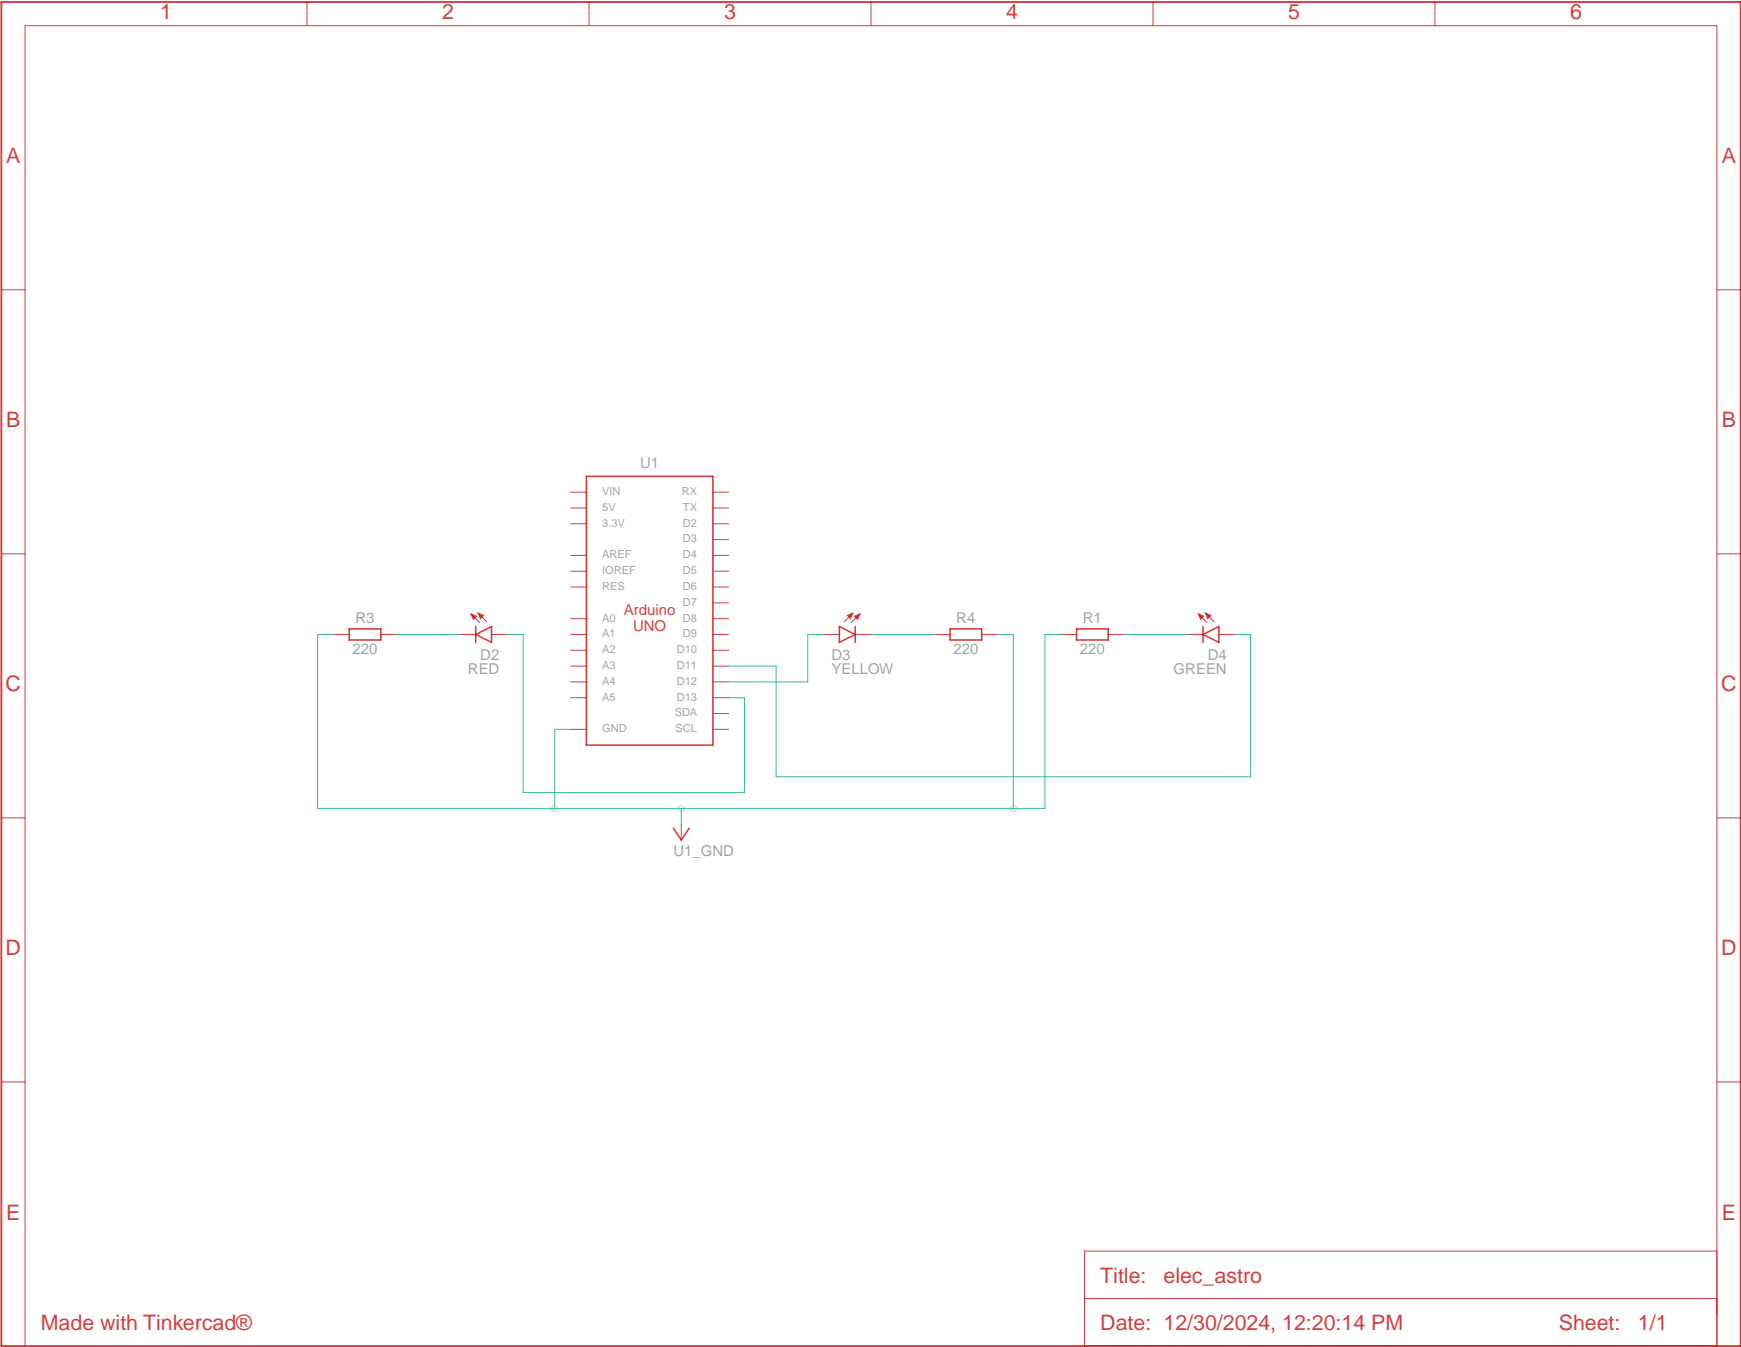 1 2 3 4 5 6
A A
B B
U1
VIN RX
5V TX
3.3V D2
D3
AREF D4
IOREF D5
RES D6
D7
Arduino
UNO
A0 D8
A1 D9
A2 D10
A3 D11
A4 D12
A5 D13
SDA
GND SCL
R3
220
D2
RED
D3
YELLOW
R4
220
R1
220
D4
GREEN
C C
U1_GND
D D
E E
Title: elec_astro
Date: 12/30/2024, 12:20:14 PM Sheet: 1/1
Made with Tinkercad®